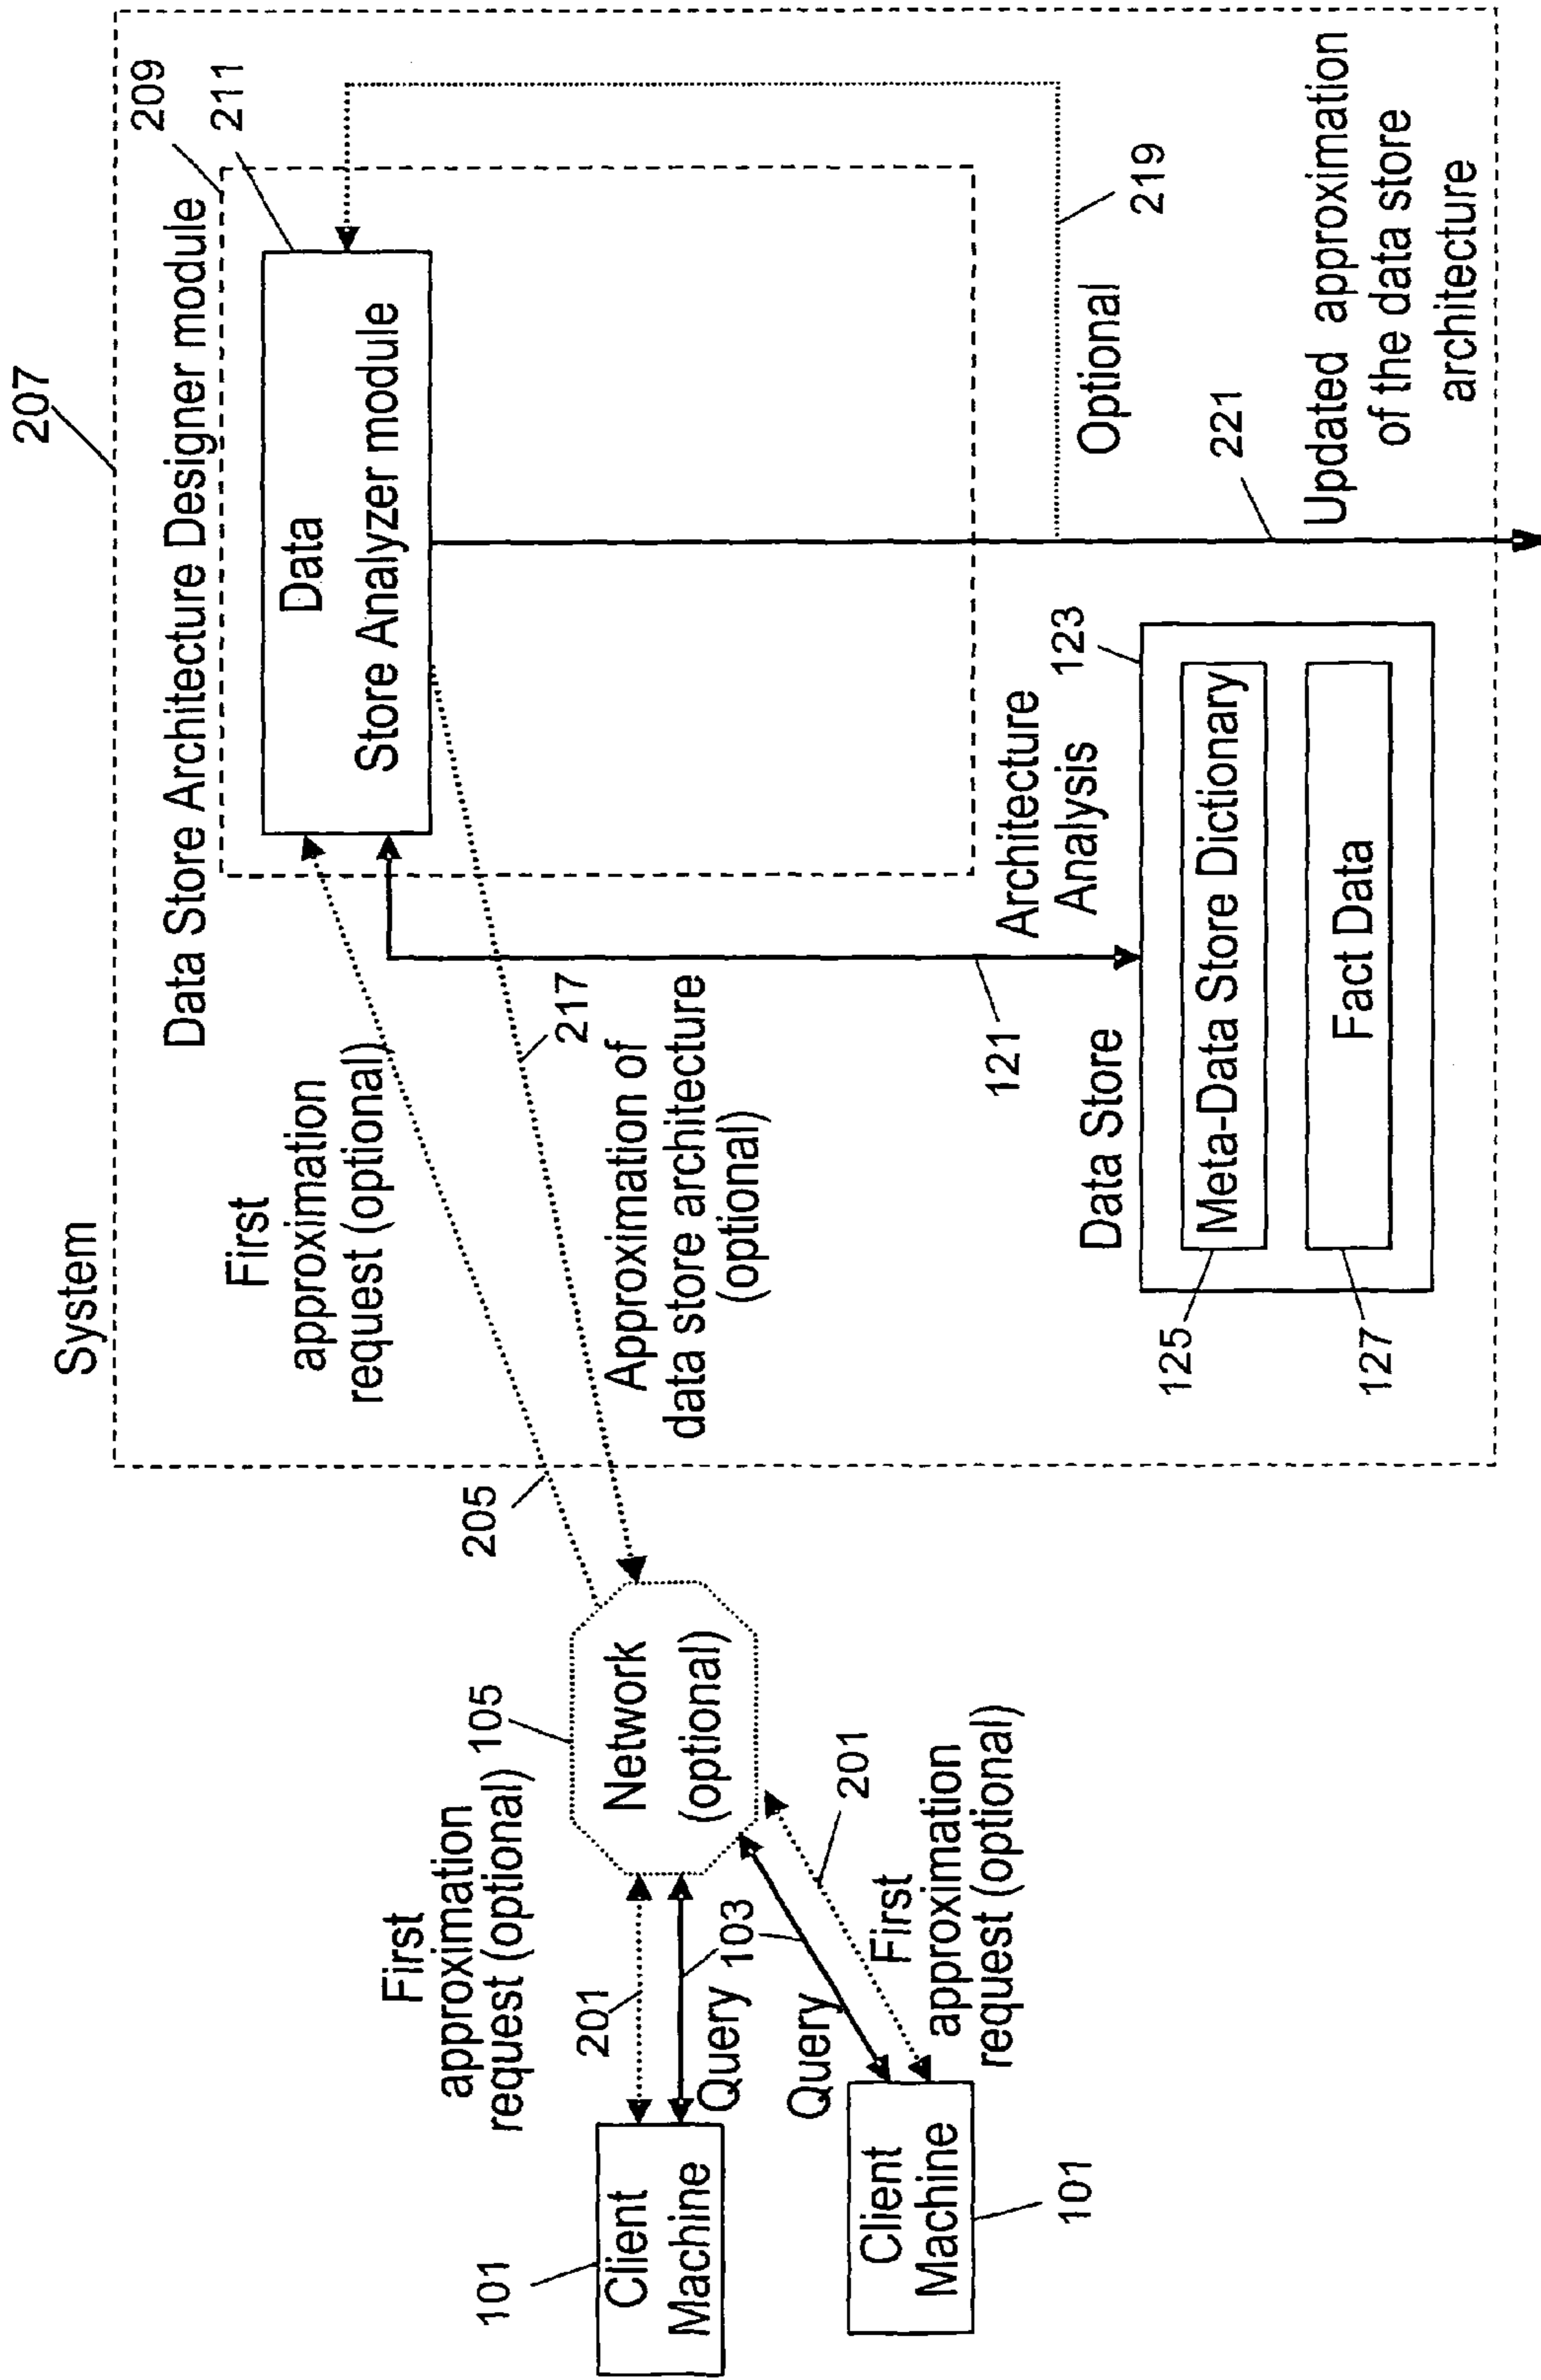 207
System
Data Store Architecture Designer module
209
211
First
approximation
request (optional)
Data
Store Analyzer module
205
217
Approximation of
data store architecture
(optional)
First
approximation
request (optional)
105
Network
(optional)
201
Query
103
Client
Machine
101
Query
201
First
approximation
request (optional)
Client
Machine
101
121
Architecture
Analysis
Data Store
123
Meta-Data Store Dictionary
125
Fact Data
127
Optional
219
221
Updated approximation
of the data store
architecture